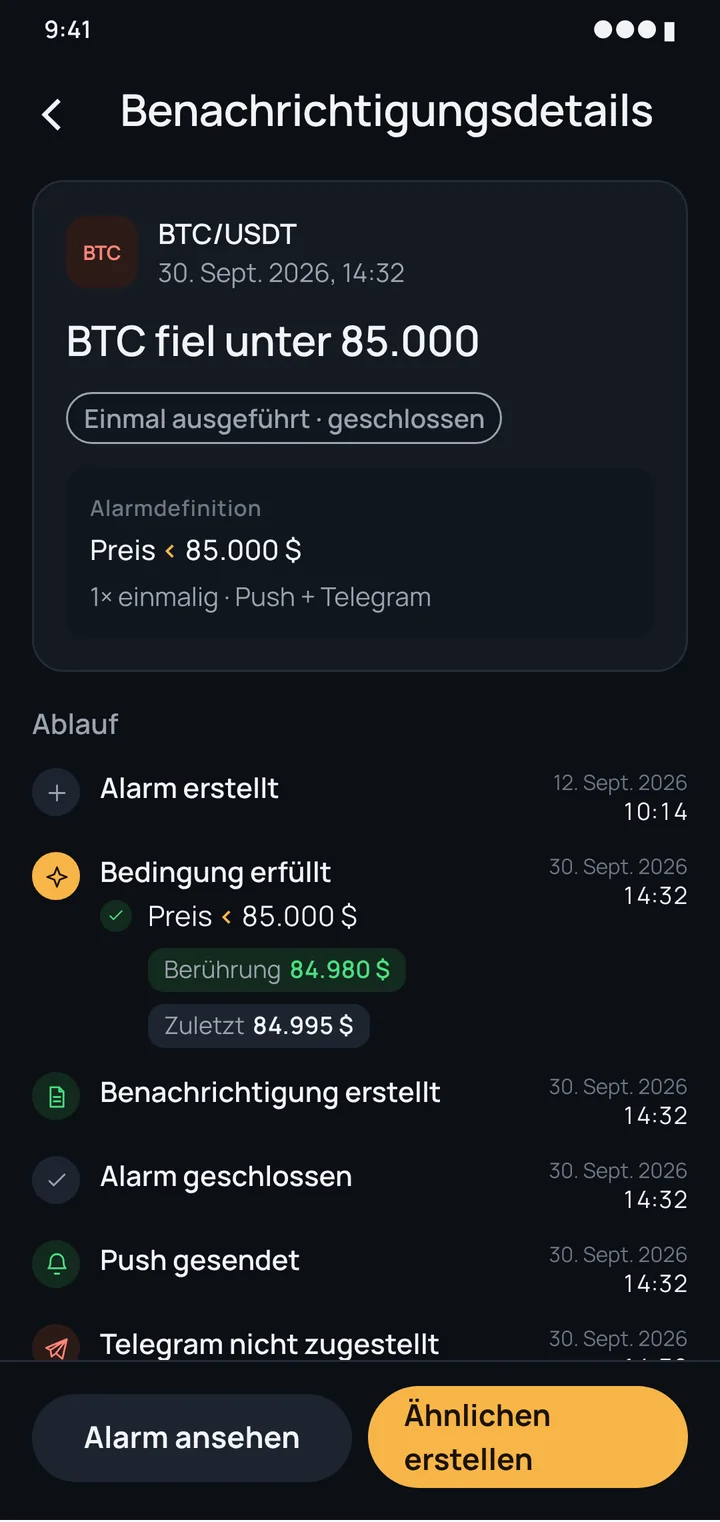 9:41
Benachrichtigungsdetails
BTC
BTC/USDT
30. Sept. 2026, 14:32
BTC fiel unter 85.000
Einmal ausgeführt · geschlossen
Alarmdefinition
Preis < 85.000 $
1× einmalig · Push + Telegram
Ablauf
Alarm erstellt
12. Sept. 2026
10:14
Bedingung erfüllt
30. Sept. 2026
14:32
Preis < 85.000 $
Berührung 84.980 $
Zuletzt 84.995 $
Benachrichtigung erstellt
30. Sept. 2026
14:32
Alarm geschlossen
30. Sept. 2026
14:32
Push gesendet
30. Sept. 2026
14:32
Telegram nicht zugestellt
30. Sept. 2026
Alarm ansehen
Ähnlichen
erstellen